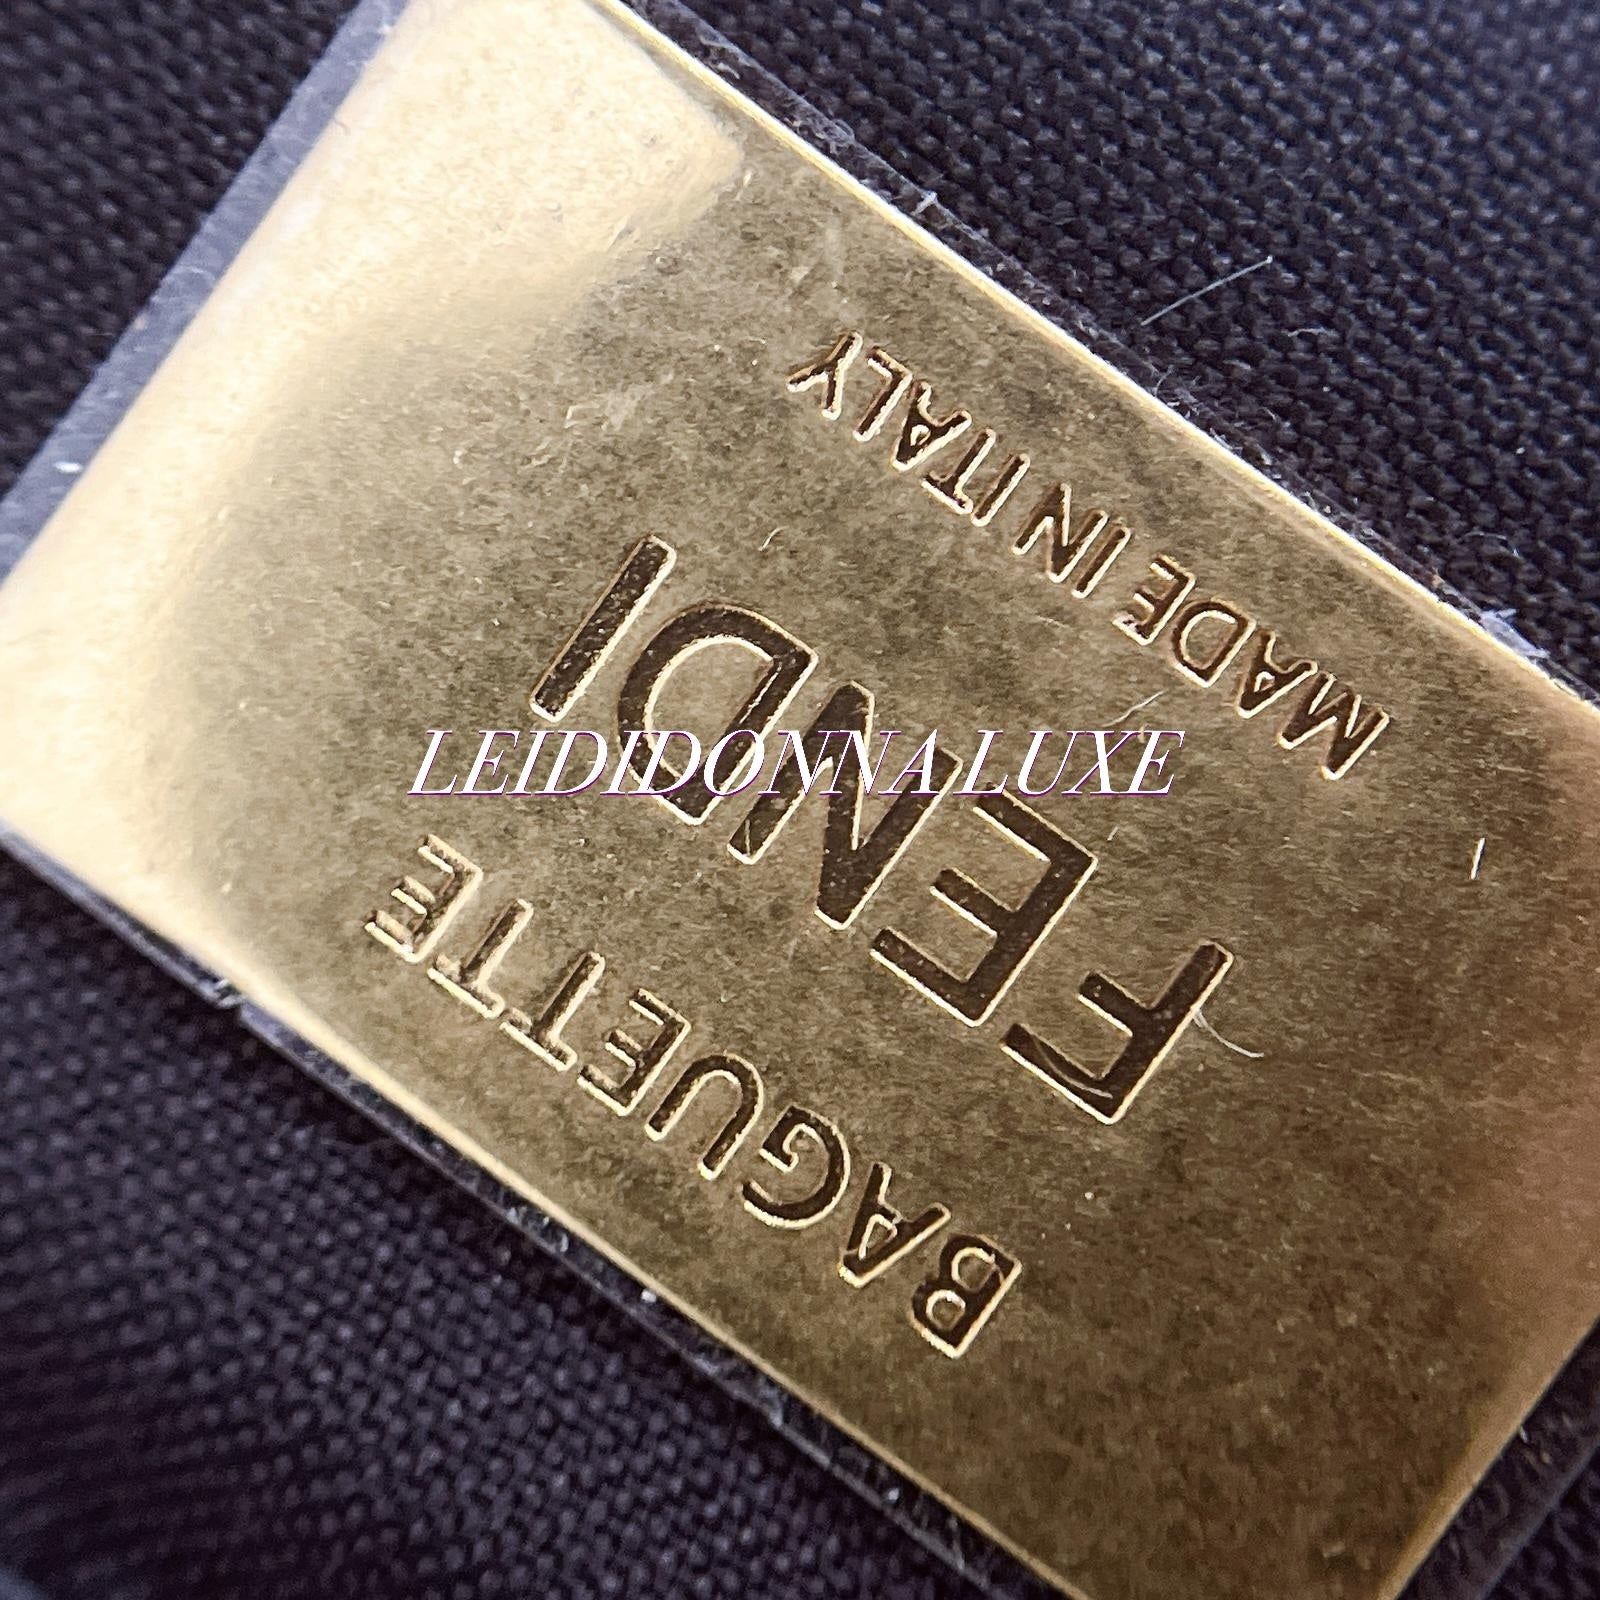 BAGUETTE
FENDI
MADE IN ITALY
LEIDIDONNA LUXE